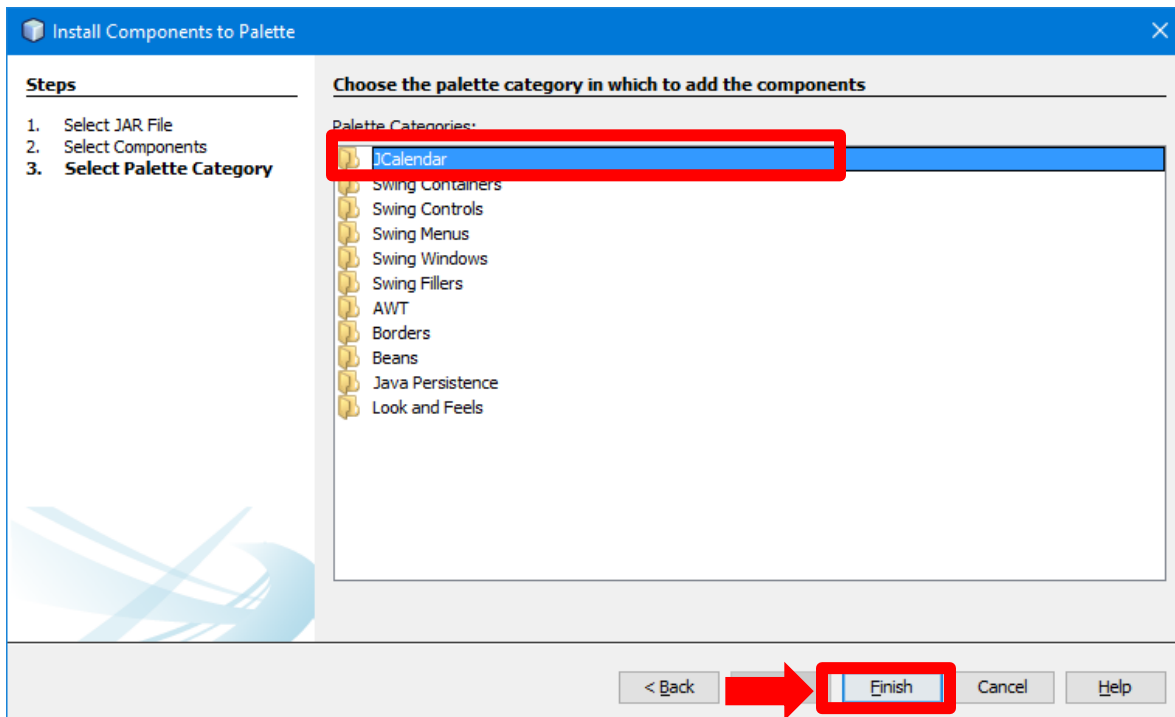 Install Components to Palette
Steps
1. Select JAR File
2. Select Components
3. Select Palette Category
Choose the palette category in which to add the components
Palette Categories:
JCalendar
Swing Containers
Swing Controls
Swing Menus
Swing Windows
Swing Fillers
AWT
Borders
Beans
Java Persistence
Look and Feels
< Back Finish Cancel Help